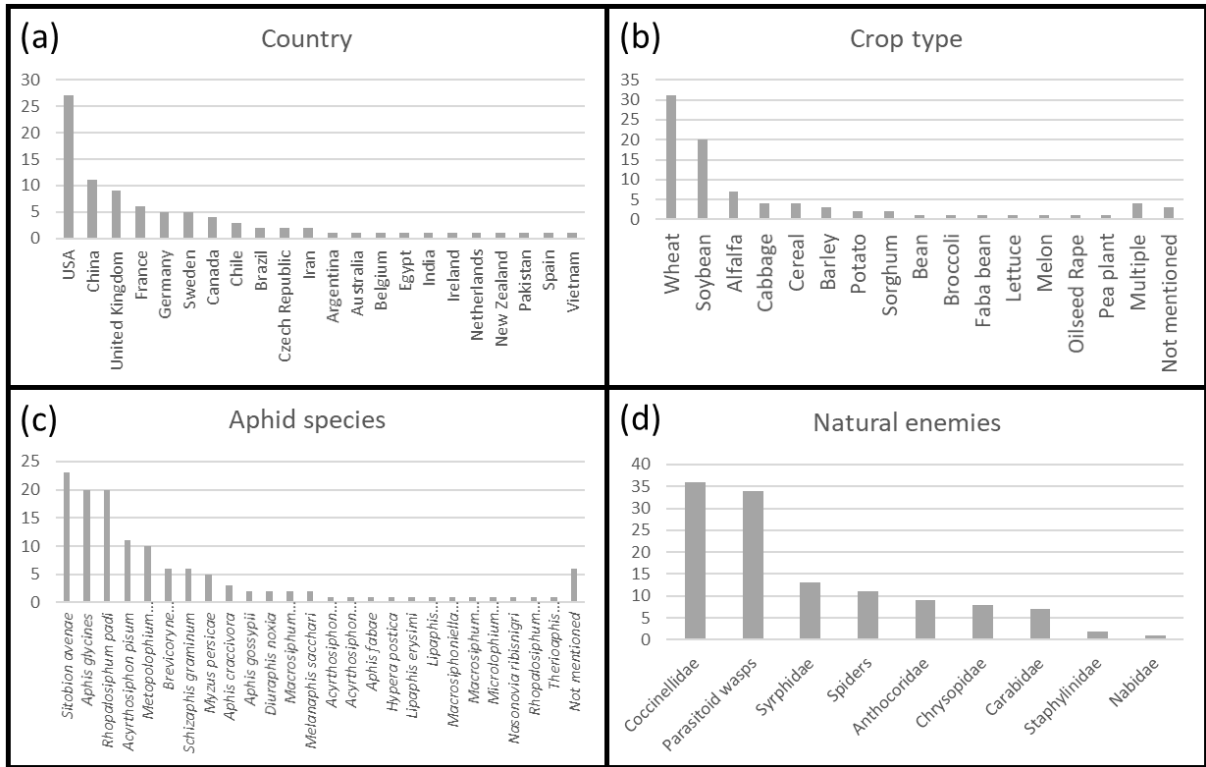 (a)
Country
30
25
20
15
10
5
0
USA
China
United Kingdom
France
Germany
Sweden
Canada
Chile
Brazil
Czech Republic
Iran
Argentina
Australia
Belgium
Egypt
India
Ireland
Netherlands
New Zealand
Pakistan
Spain
Vietnam
(b)
Crop type
35
30
25
20
15
10
5
0
Wheat
Soybean
Alfalfa
Cabbage
Cereal
Barley
Potato
Sorghum
Bean
Broccoli
Faba bean
Lettuce
Melon
Oilseed Rape
Pea plant
Multiple
Not mentioned
(c)
Aphid species
25
20
15
10
5
0
Sitobion avenae
Aphis glycines
Rhopalosiphum padi
Acyrthosiphon pisum
Metopolophium...
Brevicoryne...
Schizaphis graminum
Myzus persicae
Aphis craccivora
Aphis gossypii
Diuraphis noxia
Macrosiphum...
Melanaphis sacchari
Acyrthosiphon...
Acyrthosiphon...
Aphis fabae
Hypera postica
Lipaphis erysimi
Lipaphis...
Macrosiphoniella...
Macrosiphum...
Microlophium...
Nasonovia ribisnigri
Rhopalosiphum...
Therioaphis...
Not mentioned
(d)
Natural enemies
40
35
30
25
20
15
10
5
0
Coccinellidae
Parasitoid wasps
Syrphidae
Spiders
Anthocoridae
Chrysopidae
Carabidae
Staphylinidae
Nabidae